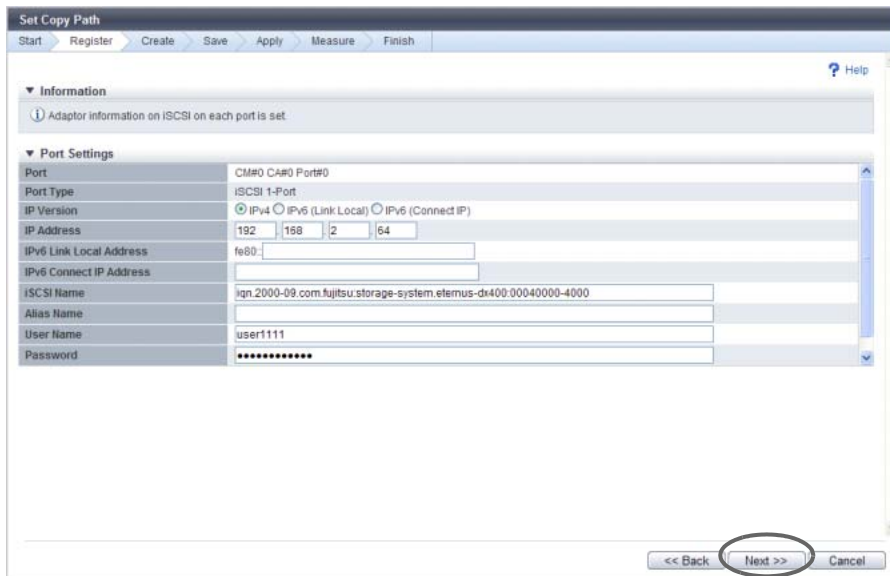 Set Copy Path
Start Register Create Save Apply Measure Finish
? Help
▼ Information
i Adaptor information on iSCSI on each port is set.
▼ Port Settings
Port CM#0 CA#0 Port#0
Port Type iSCSI 1-Port
IP Version IPv4 IPv6 (Link Local) IPv6 (Connect IP)
IP Address 192 . 168 . 2 . 64
IPv6 Link Local Address fe80::
IPv6 Connect IP Address
iSCSI Name iqn.2000-09.com.fujitsu:storage-system.eternus-dx400:00040000-4000
Alias Name
User Name user1111
Password ●●●●●●●●●●●●
<< Back Next >> Cancel